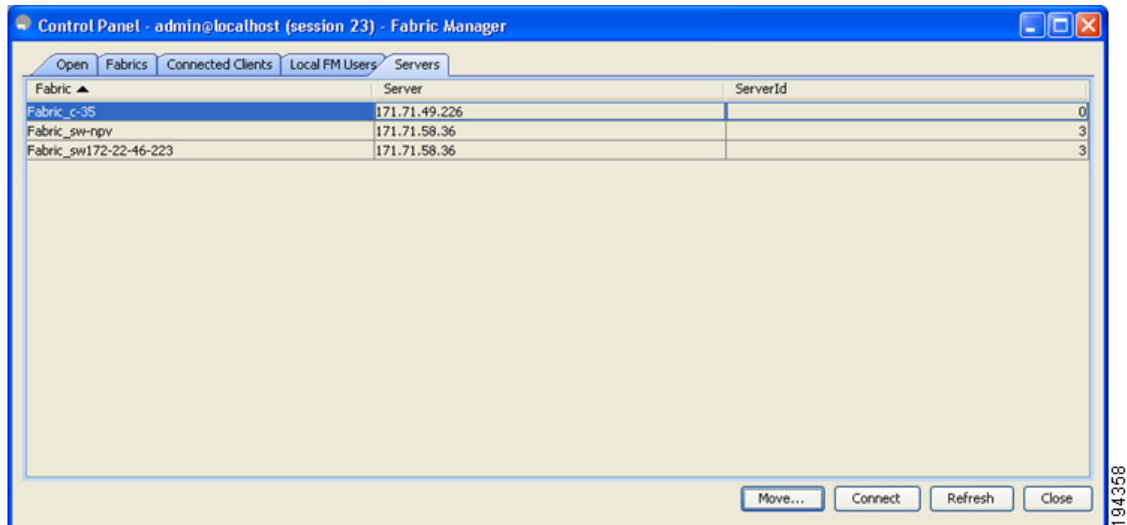 Control Panel - admin@localhost (session 23) - Fabric Manager
Open Fabrics Connected Clients Local FM Users Servers
Fabric ▲ Server ServerId
Fabric_c-35 171.71.49.226 0
Fabric_sw-npv 171.71.58.36 3
Fabric_sw172-22-46-223 171.71.58.36 3
Move... Connect Refresh Close
194358